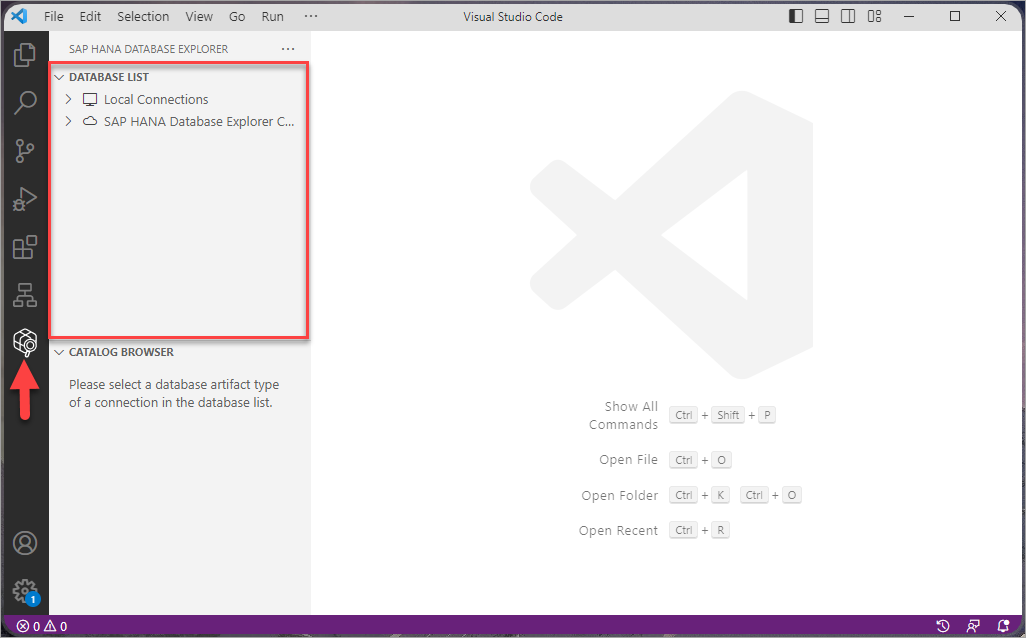 File Edit Selection View Go Run ···
Visual Studio Code
SAP HANA DATABASE EXPLORER ···
DATABASE LIST
Local Connections
SAP HANA Database Explorer C...
CATALOG BROWSER
Please select a database artifact type
of a connection in the database list.
Show All
Commands
Ctrl + Shift + P
Open File Ctrl + O
Open Folder Ctrl + K Ctrl + O
Open Recent Ctrl + R
1
0 0